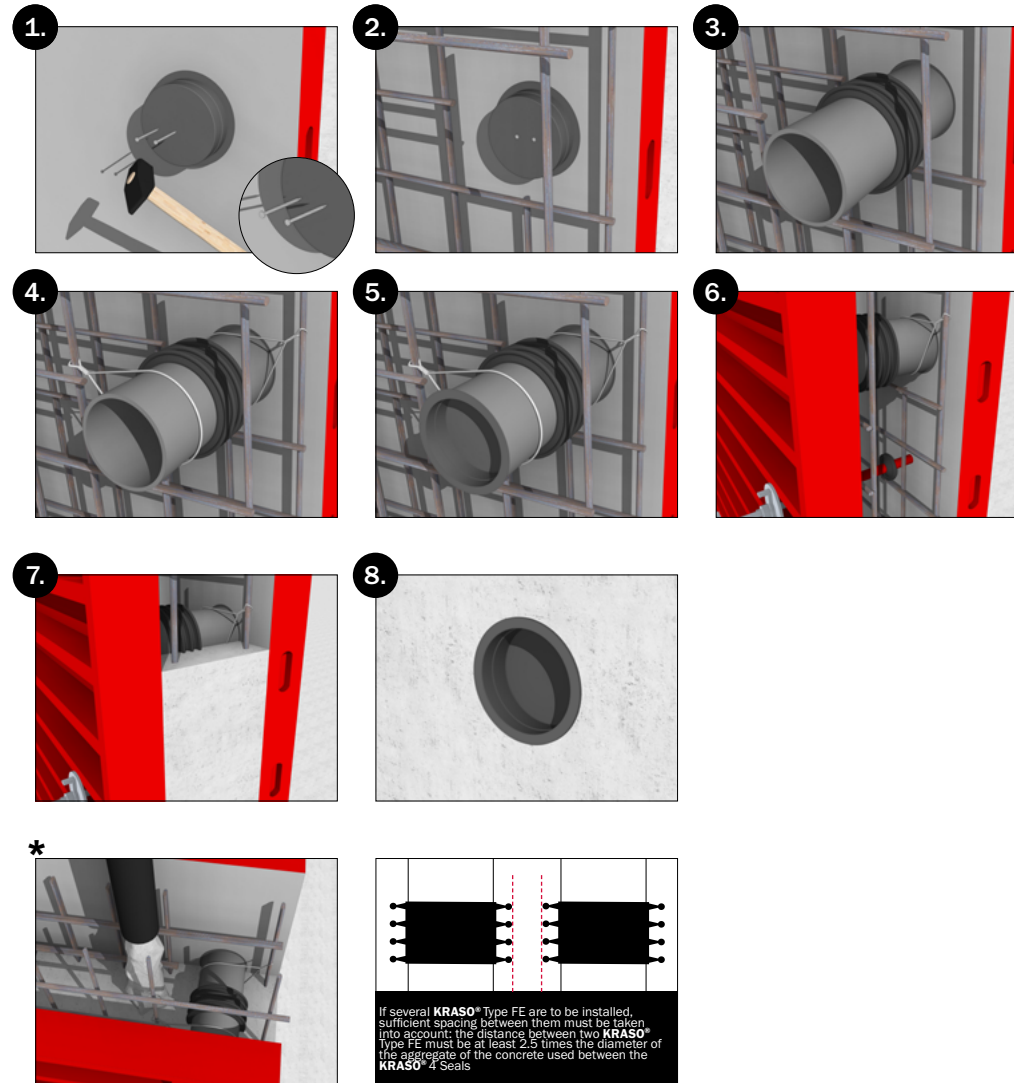 1.
2.
3.
4.
5.
6.
7.
8.
*
If several KRASO® Type FE are to be installed,
sufficient spacing between them must be taken
into account: the distance between two KRASO®
Type FE must be at least 2.5 times the diameter of
the aggregate of the concrete used between the
KRASO® 4 Seals